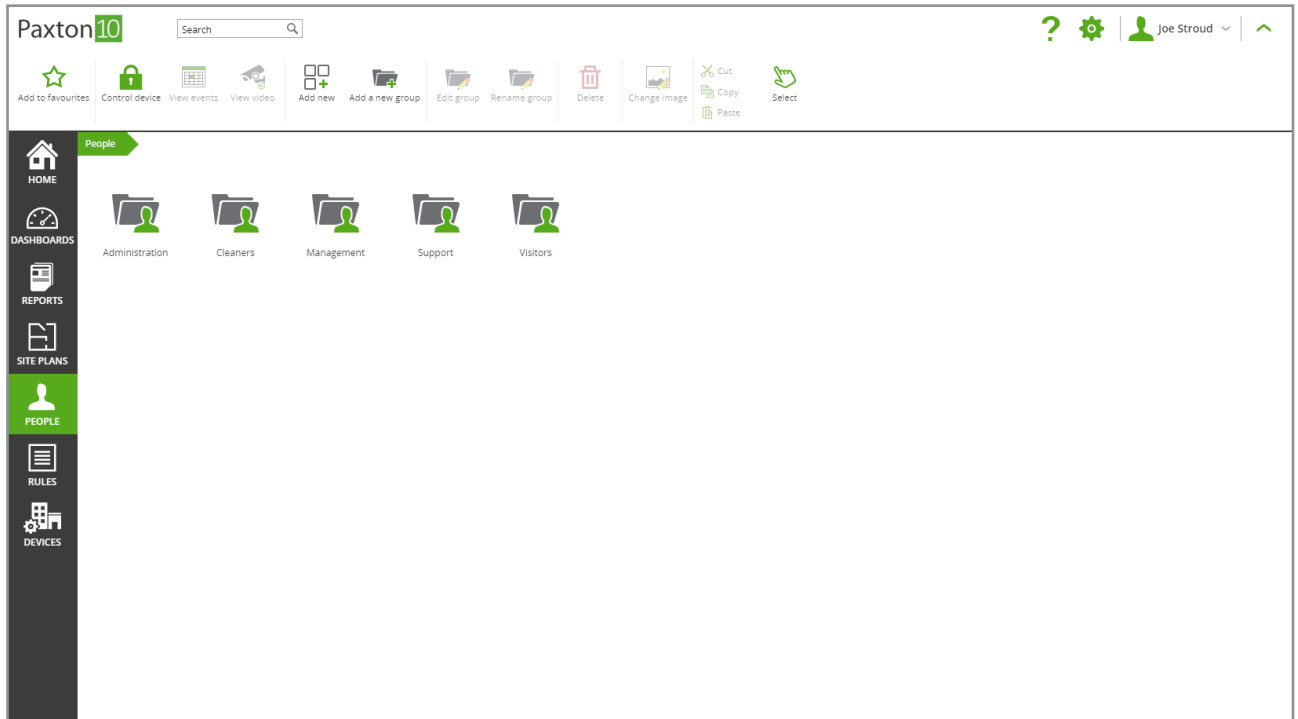 Paxton10
Search
Joe Stroud
Add to favourites
Control device
View events
View video
Add new
Add a new group
Edit group
Rename group
Delete
Change image
Cut
Copy
Paste
Select
HOME
DASHBOARDS
REPORTS
SITE PLANS
PEOPLE
RULES
DEVICES
People
Administration
Cleaners
Management
Support
Visitors